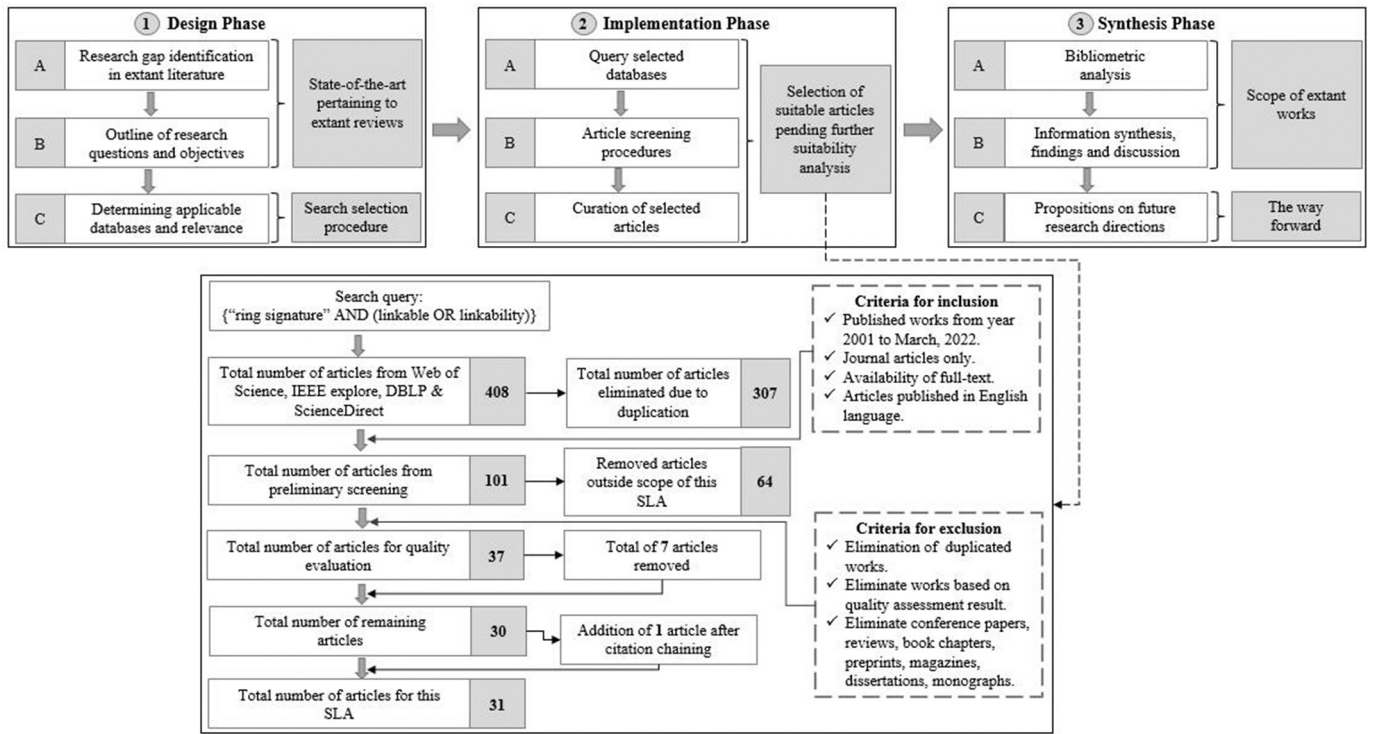 1 Design Phase
A
Research gap identification
in extant literature
B
Outline of research
questions and objectives
C
Determining applicable
databases and relevance
State-of-the-art
pertaining to
extant reviews
Search selection
procedure
2 Implementation Phase
A
Query selected
databases
B
Article screening
procedures
C
Curation of selected
articles
Selection of
suitable articles
pending further
suitability
analysis
3 Synthesis Phase
A
Bibliometric
analysis
B
Information synthesis,
findings and discussion
C
Propositions on future
research directions
Scope of extant
works
The way
forward
Search query:
{“ring signature” AND (linkable OR linkability)}
Total number of articles from Web of
Science, IEEE explore, DBLP &
ScienceDirect
408
Total number of articles
eliminated due to
duplication
307
Total number of articles from
preliminary screening
101
Removed articles
outside scope of this
SLA
64
Total number of articles for quality
evaluation
37
Total of 7 articles
removed
Total number of remaining
articles
30
Addition of 1 article after
citation chaining
Total number of articles for this
SLA
31
Criteria for inclusion
✓ Published works from year
2001 to March, 2022.
✓ Journal articles only.
✓ Availability of full-text.
✓ Articles published in English
language.
Criteria for exclusion
✓ Elimination of duplicated
works.
✓ Eliminate works based on
quality assessment result.
✓ Eliminate conference papers,
reviews, book chapters,
preprints, magazines,
dissertations, monographs.